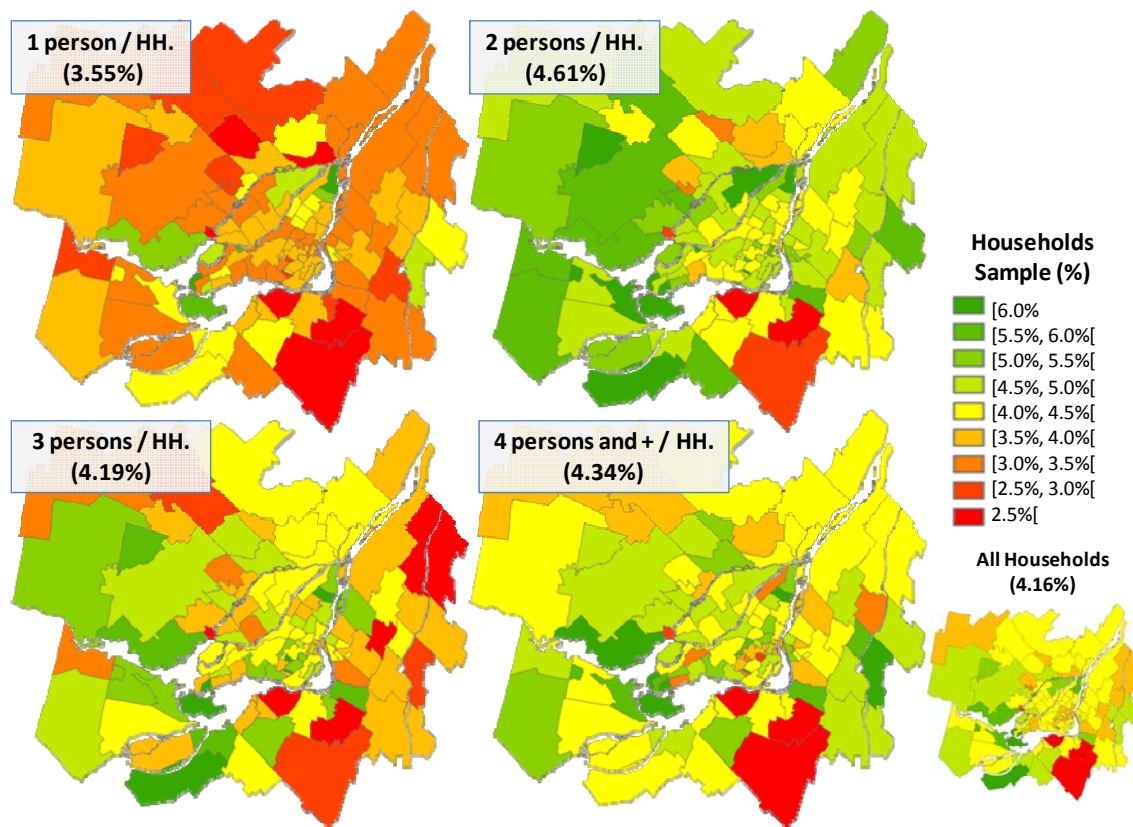 1 person / HH.
(3.55%)
2 persons / HH.
(4.61%)
3 persons / HH.
(4.19%)
4 persons and + / HH.
(4.34%)
Households
Sample (%)
[6.0%
[5.5%, 6.0%[
[5.0%, 5.5%[
[4.5%, 5.0%[
[4.0%, 4.5%[
[3.5%, 4.0%[
[3.0%, 3.5%[
[2.5%, 3.0%[
2.5%[
All Households
(4.16%)